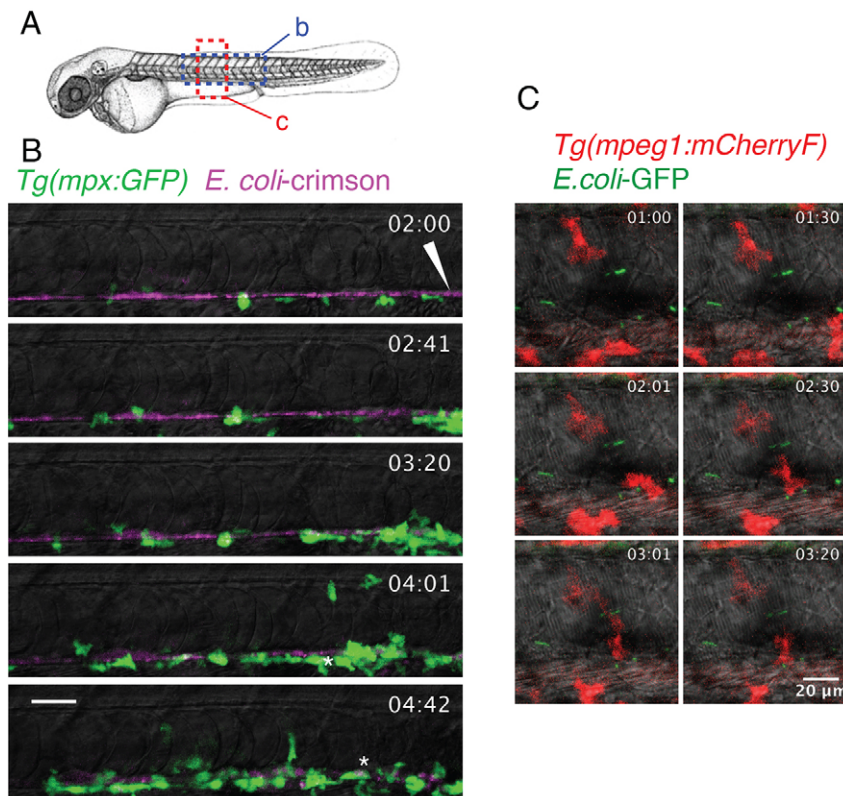 A
b
c
B
Tg(mpx:GFP) E. coli-crimson
02:00
02:41
03:20
04:01
*
04:42
*
C
Tg(mpeg1:mCherryF)
E.coli-GFP
01:00
01:30
02:01
02:30
03:01
03:20
20 µm